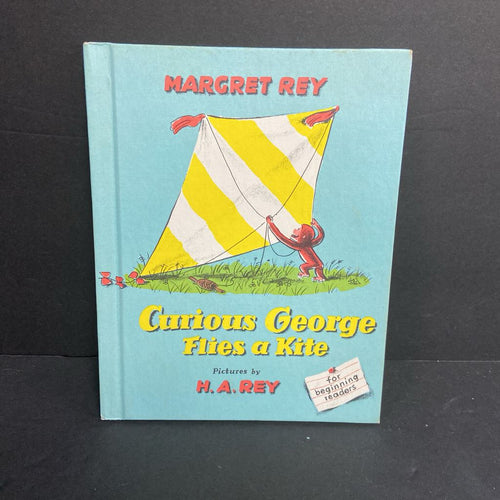 MARGRET REY
Curious George
Flies a Kite
Pictures by
H. A. REY
for
beginning
readers